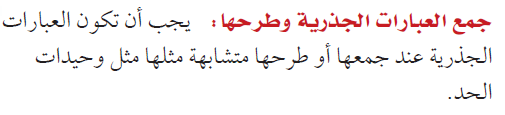 جمع العبارات الجذرية وطرحها: يجب أن تكون العبارات
الجذرية عند جمعها أو طرحها متشابهة مثلها مثل وحيدات
الحد.